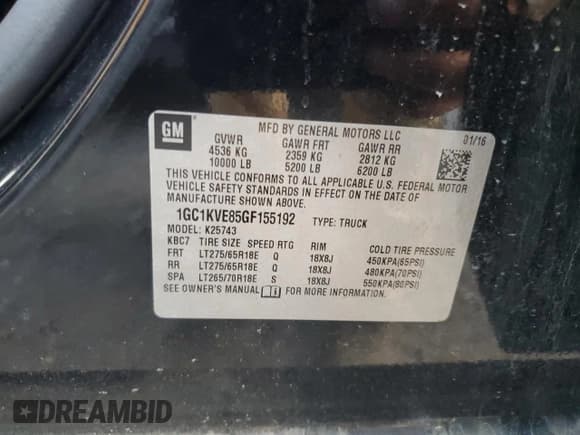 GM
MFD BY GENERAL MOTORS LLC 01/16
GVWR GAWR FRT GAWR RR
4536 KG 2359 KG 2812 KG
10000 LB 5200 LB 6200 LB
THIS VEHICLE CONFORMS TO ALL APPLICABLE U.S. FEDERAL MOTOR
VEHICLE SAFETY STANDARDS IN EFFECT ON THE DATE OF
MANUFACTURE SHOWN ABOVE.
1GC1KVE85GF155192 TYPE: TRUCK
MODEL: K25743
KBC7 TIRE SIZE SPEED RTG RIM COLD TIRE PRESSURE
FRT LT275/65R18E Q 18X8J 450KPA(65PSI)
RR LT275/65R18E Q 18X8J 480KPA(70PSI)
SPA LT265/70R18E S 18X8J 550KPA(80PSI)
SEE OWNER'S MANUAL FOR MORE INFORMATION.
DREAMBID